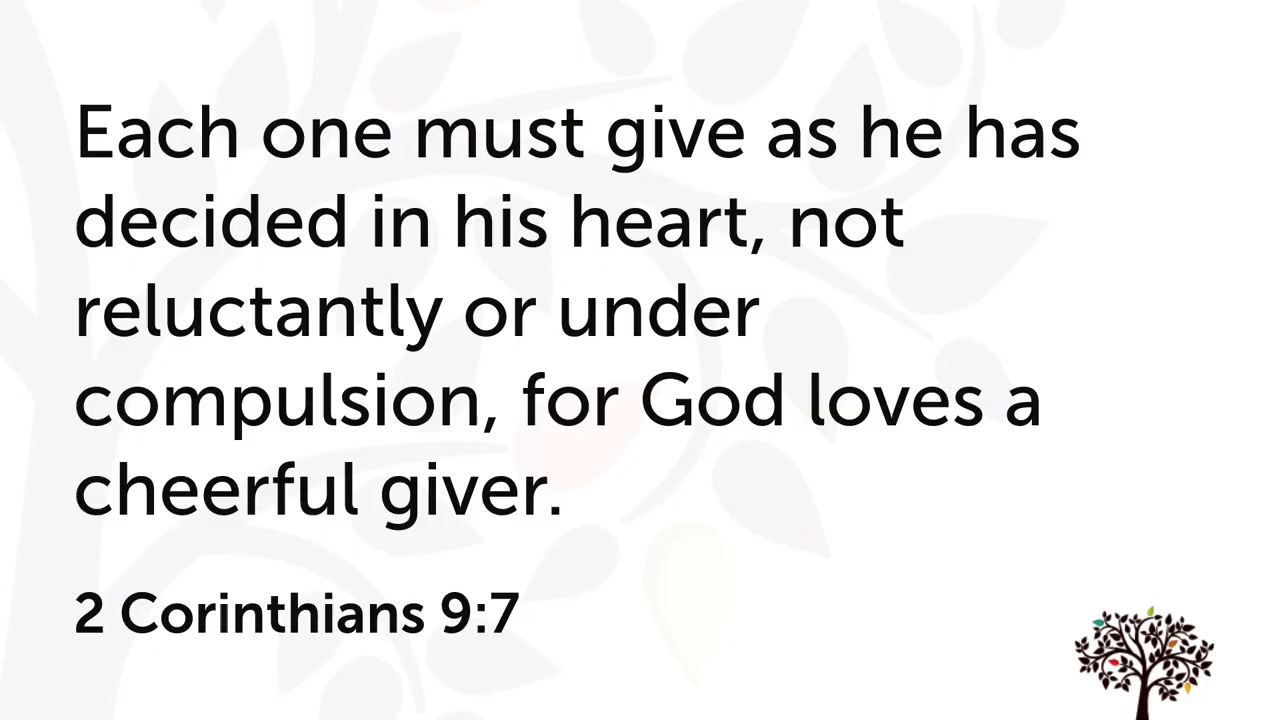 Each one must give as he has
decided in his heart, not
reluctantly or under
compulsion, for God loves a
cheerful giver.
2 Corinthians 9:7